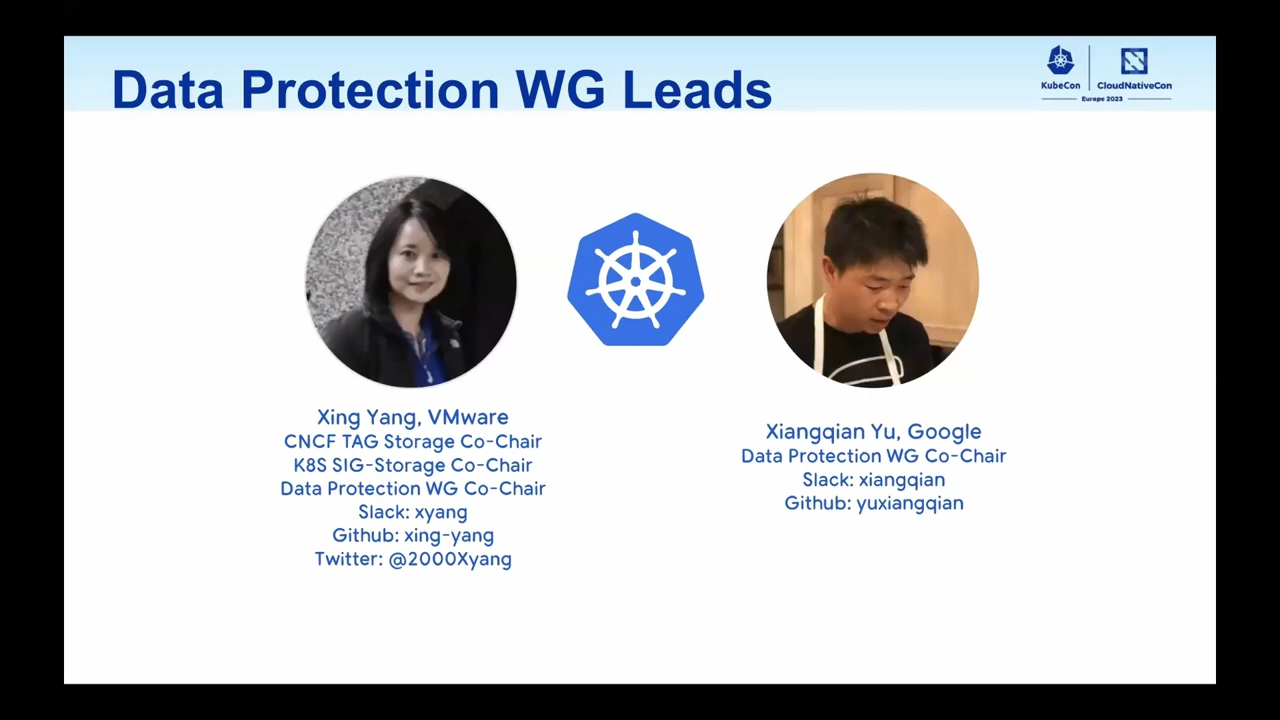 Data Protection WG Leads
KubeCon
CloudNativeCon
Europe 2023
Xing Yang, VMware
CNCF TAG Storage Co-Chair
K8S SIG-Storage Co-Chair
Data Protection WG Co-Chair
Slack: xyang
Github: xing-yang
Twitter: @2000Xyang
Xiangqian Yu, Google
Data Protection WG Co-Chair
Slack: xiangqian
Github: yuxiangqian